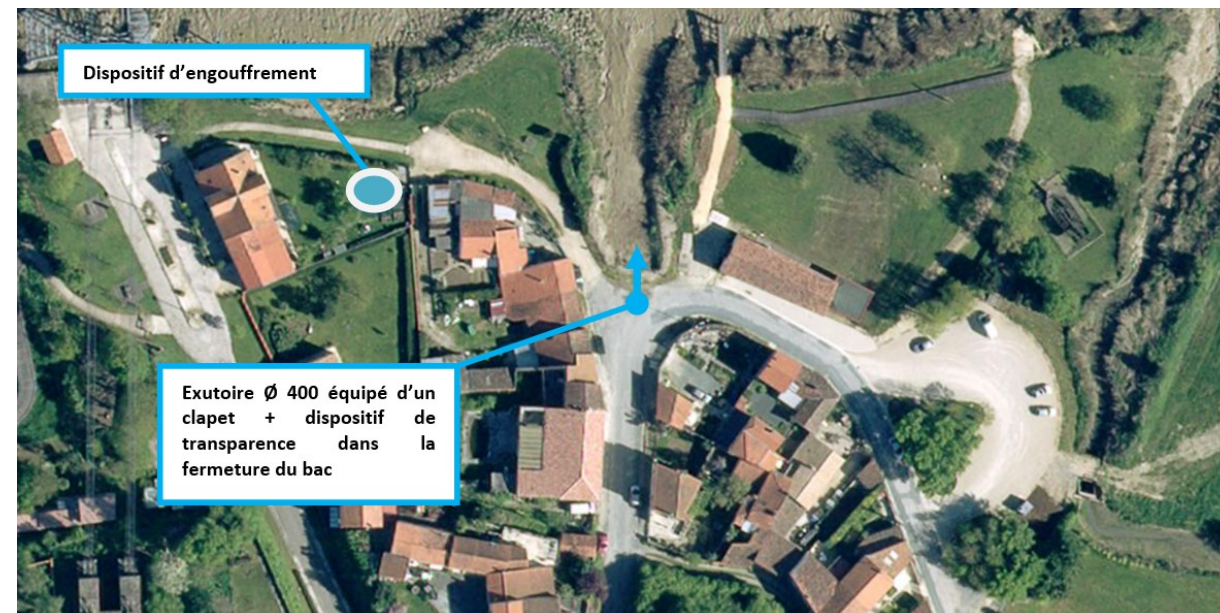 Dispositif d’engouffrement
Exutoire Ø 400 équipé d’un
clapet + dispositif de
transparence dans la
fermeture du bac